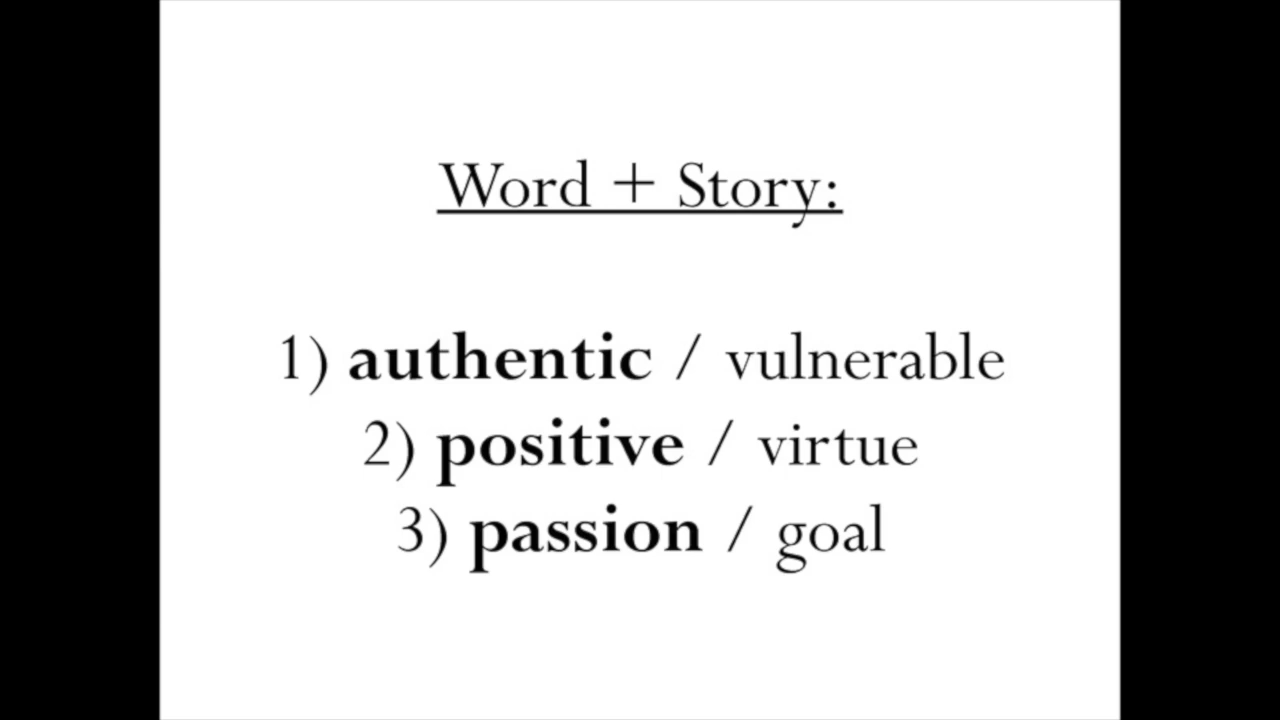 Word + Story:
1) authentic / vulnerable
2) positive / virtue
3) passion / goal